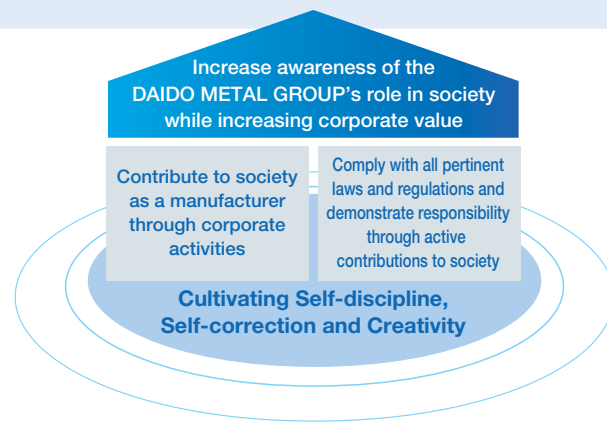 Increase awareness of the
DAIDO METAL GROUP's role in society
while increasing corporate value
Contribute to society
as a manufacturer
through corporate
activities
Comply with all pertinent
laws and regulations and
demonstrate responsibility
through active
contributions to society
Cultivating Self-discipline,
Self-correction and Creativity